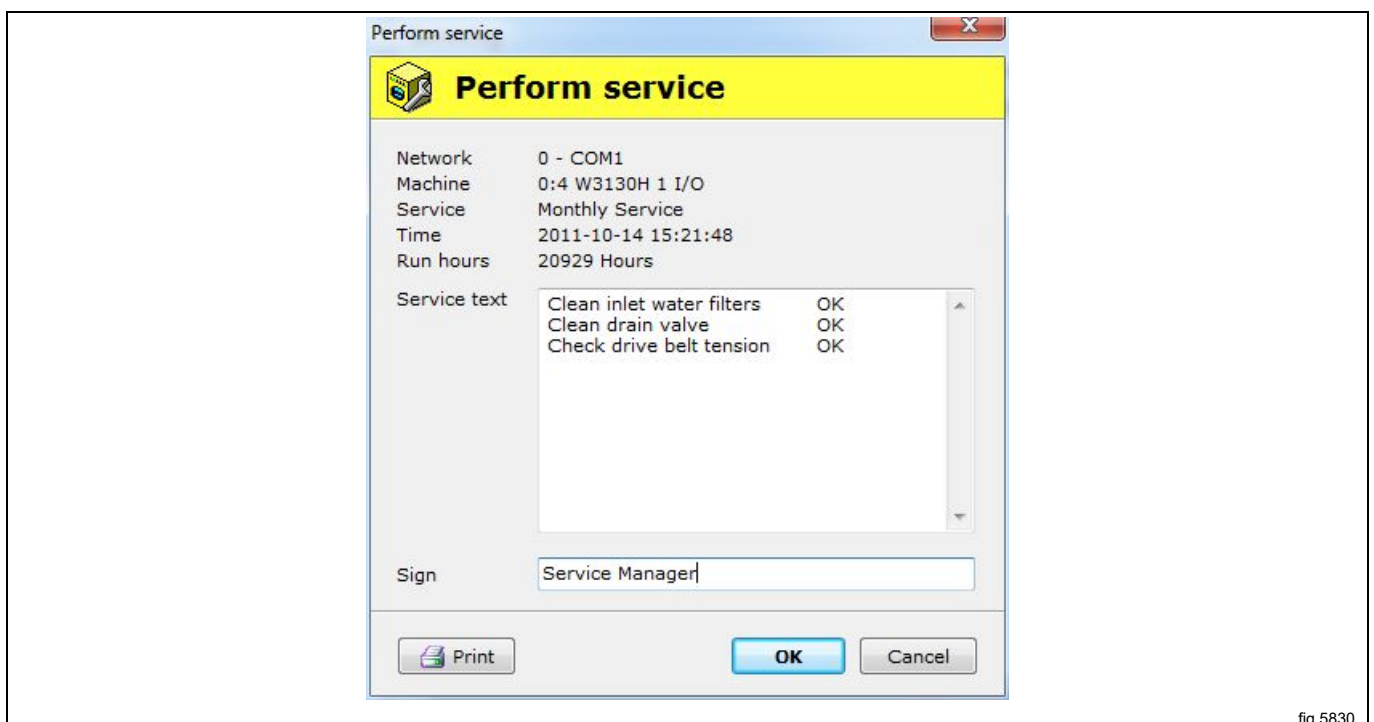 Perform service
X
Perform service
Network 0 - COM1
Machine 0:4 W3130H 1 I/O
Service Monthly Service
Time 2011-10-14 15:21:48
Run hours 20929 Hours
Service text Clean inlet water filters OK
Clean drain valve OK
Check drive belt tension OK
Sign Service Manager
Print OK Cancel
fig.5830